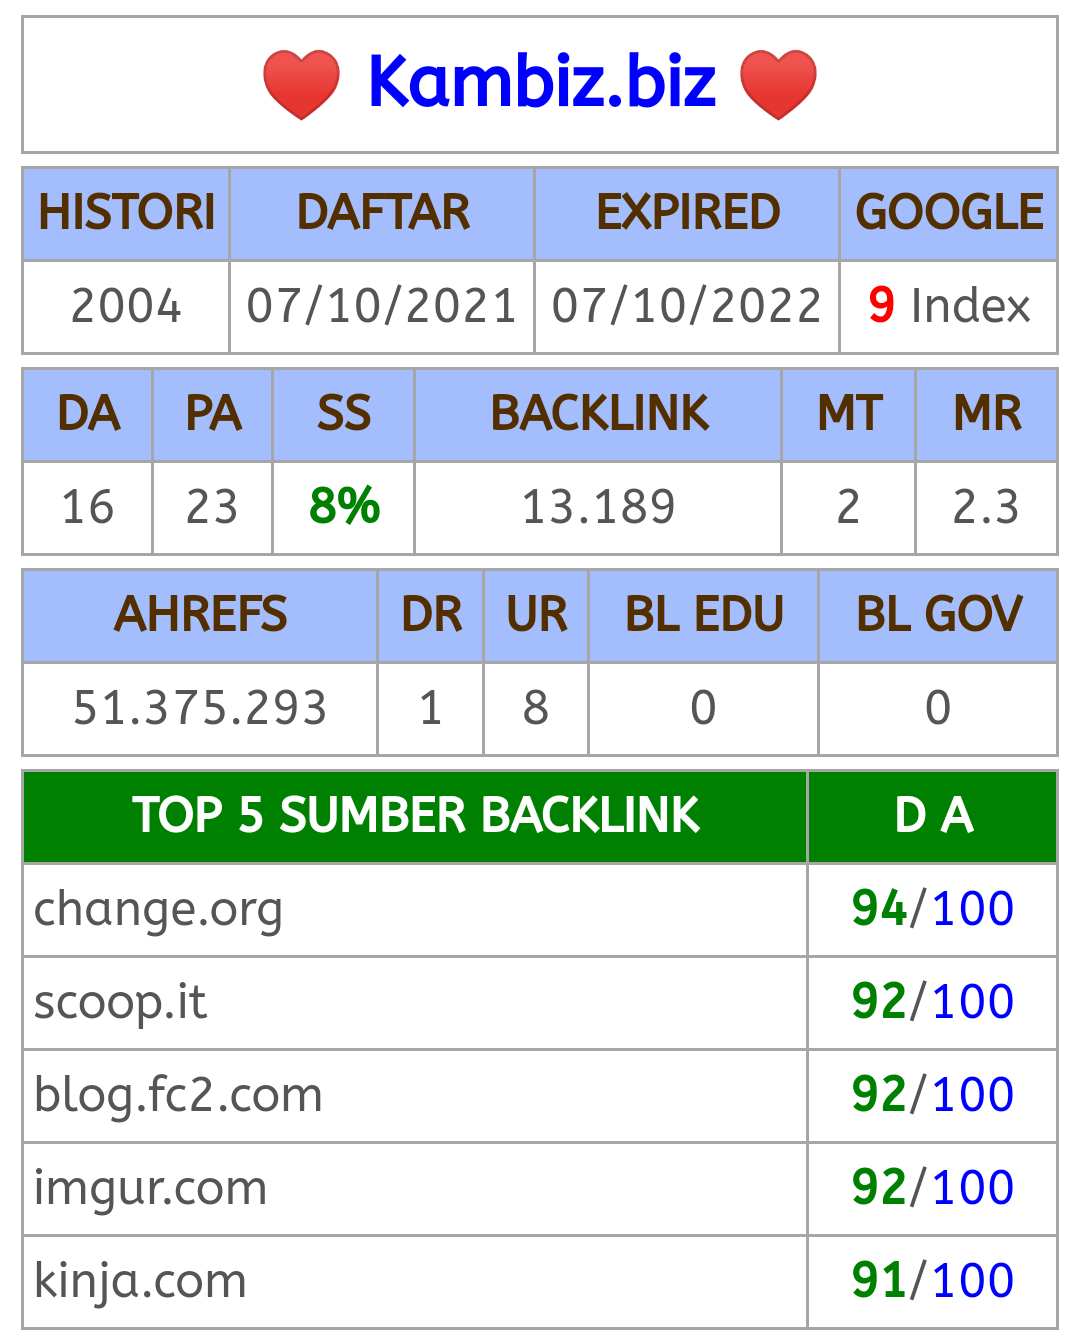 ♥ Kambiz.biz ♥
HISTORI DAFTAR EXPIRED GOOGLE
2004 07/10/2021 07/10/2022 9 Index
DA PA SS BACKLINK MT MR
16 23 8% 13.189 2 2.3
AHREFS DR UR BL EDU BL GOV
51.375.293 1 8 0 0
TOP 5 SUMBER BACKLINK D A
change.org 94/100
scoop.it 92/100
blog.fc2.com 92/100
imgur.com 92/100
kinja.com 91/100